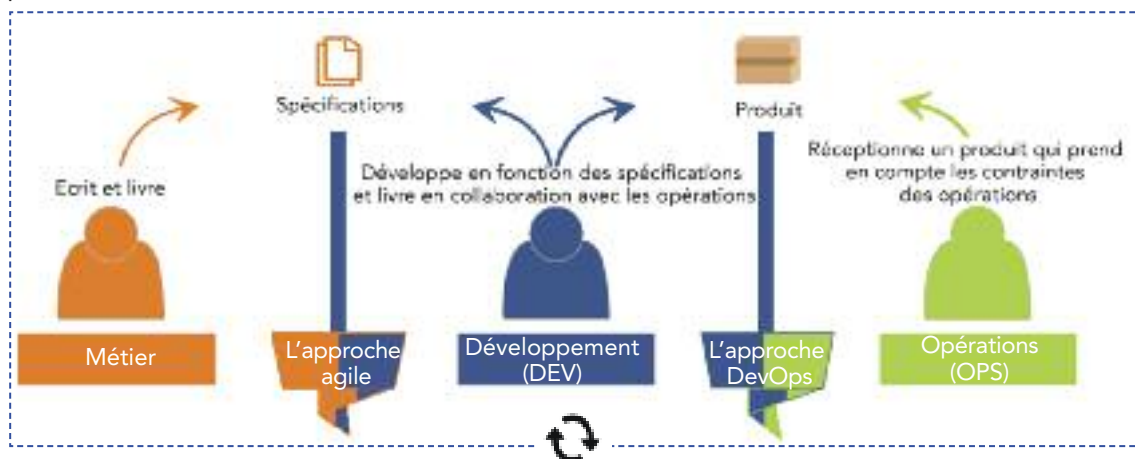 Spécifications
Produit
Ecrit et livre
Développe en fonction des spécifications
et livre en collaboration avec les opérations
Réceptionne un produit qui prend
en compte les contraintes
des opérations
Métier
L'approche
agile
Développement
(DEV)
L'approche
DevOps
Opérations
(OPS)